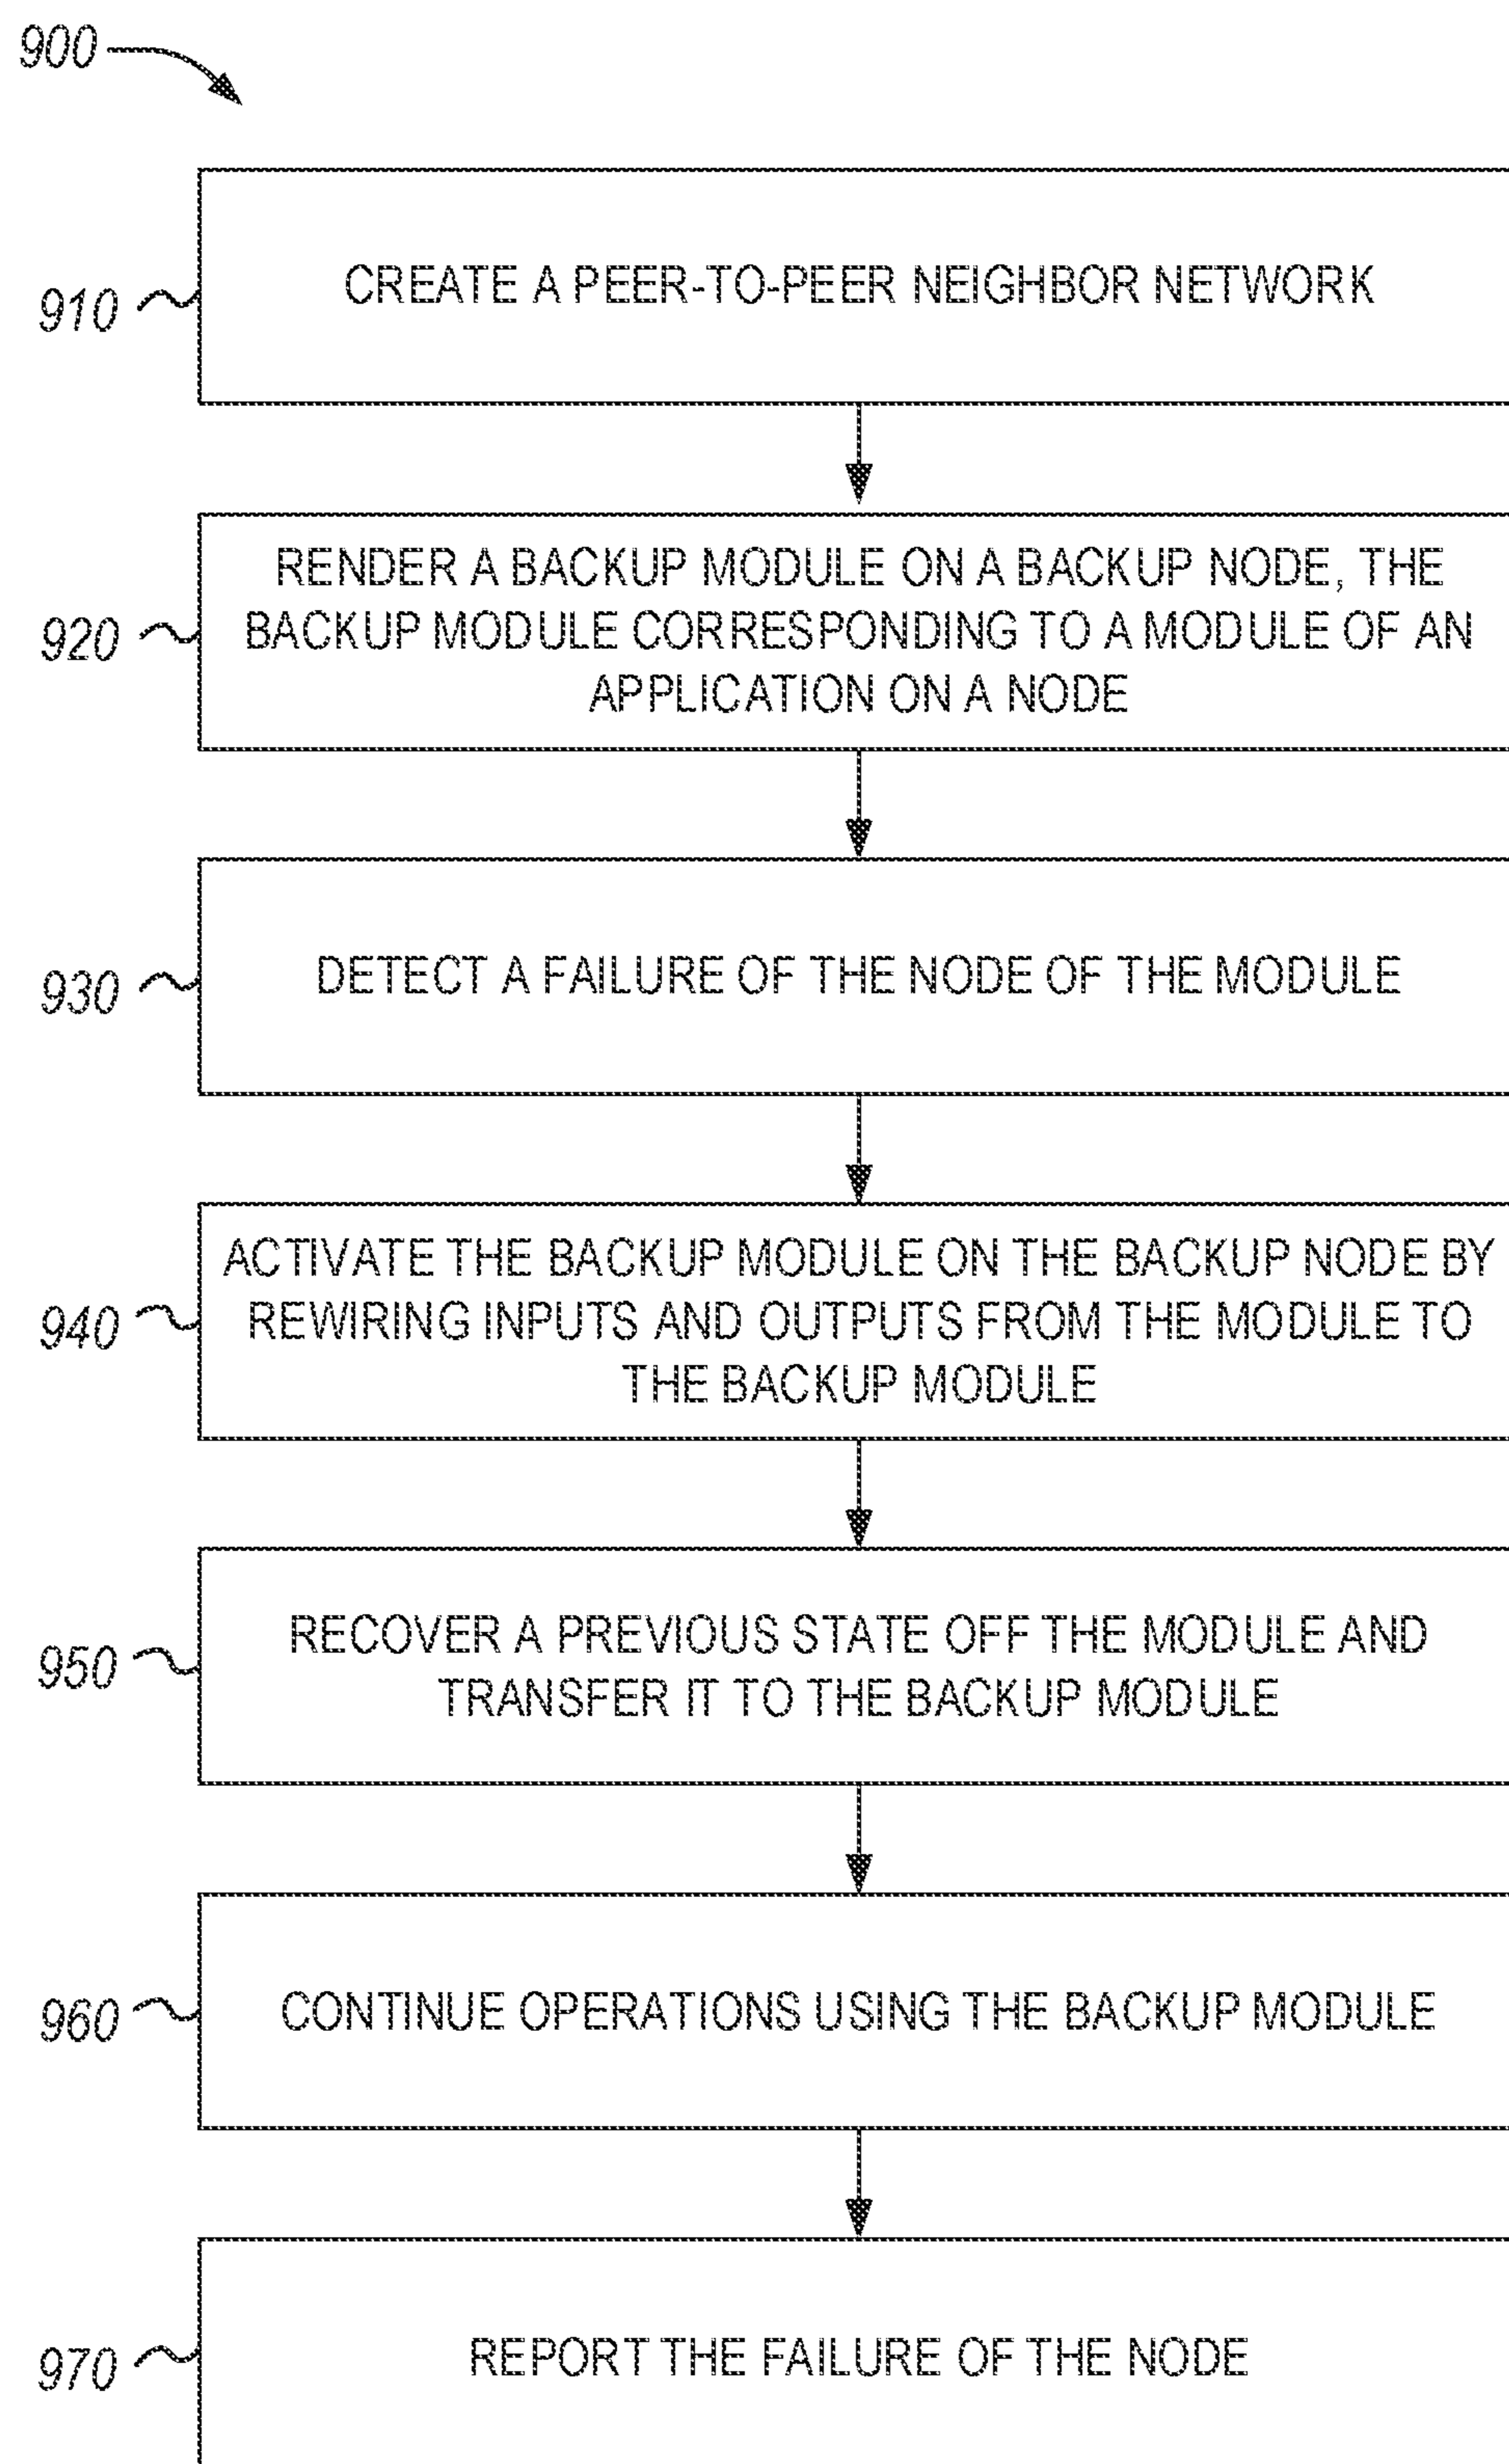 900
910
CREATE A PEER-TO-PEER NEIGHBOR NETWORK
920
RENDER A BACKUP MODULE ON A BACKUP NODE, THE
BACKUP MODULE CORRESPONDING TO A MODULE OF AN
APPLICATION ON A NODE
930
DETECT A FAILURE OF THE NODE OF THE MODULE
940
ACTIVATE THE BACKUP MODULE ON THE BACKUP NODE BY
REWIRING INPUTS AND OUTPUTS FROM THE MODULE TO
THE BACKUP MODULE
950
RECOVER A PREVIOUS STATE OFF THE MODULE AND
TRANSFER IT TO THE BACKUP MODULE
960
CONTINUE OPERATIONS USING THE BACKUP MODULE
970
REPORT THE FAILURE OF THE NODE